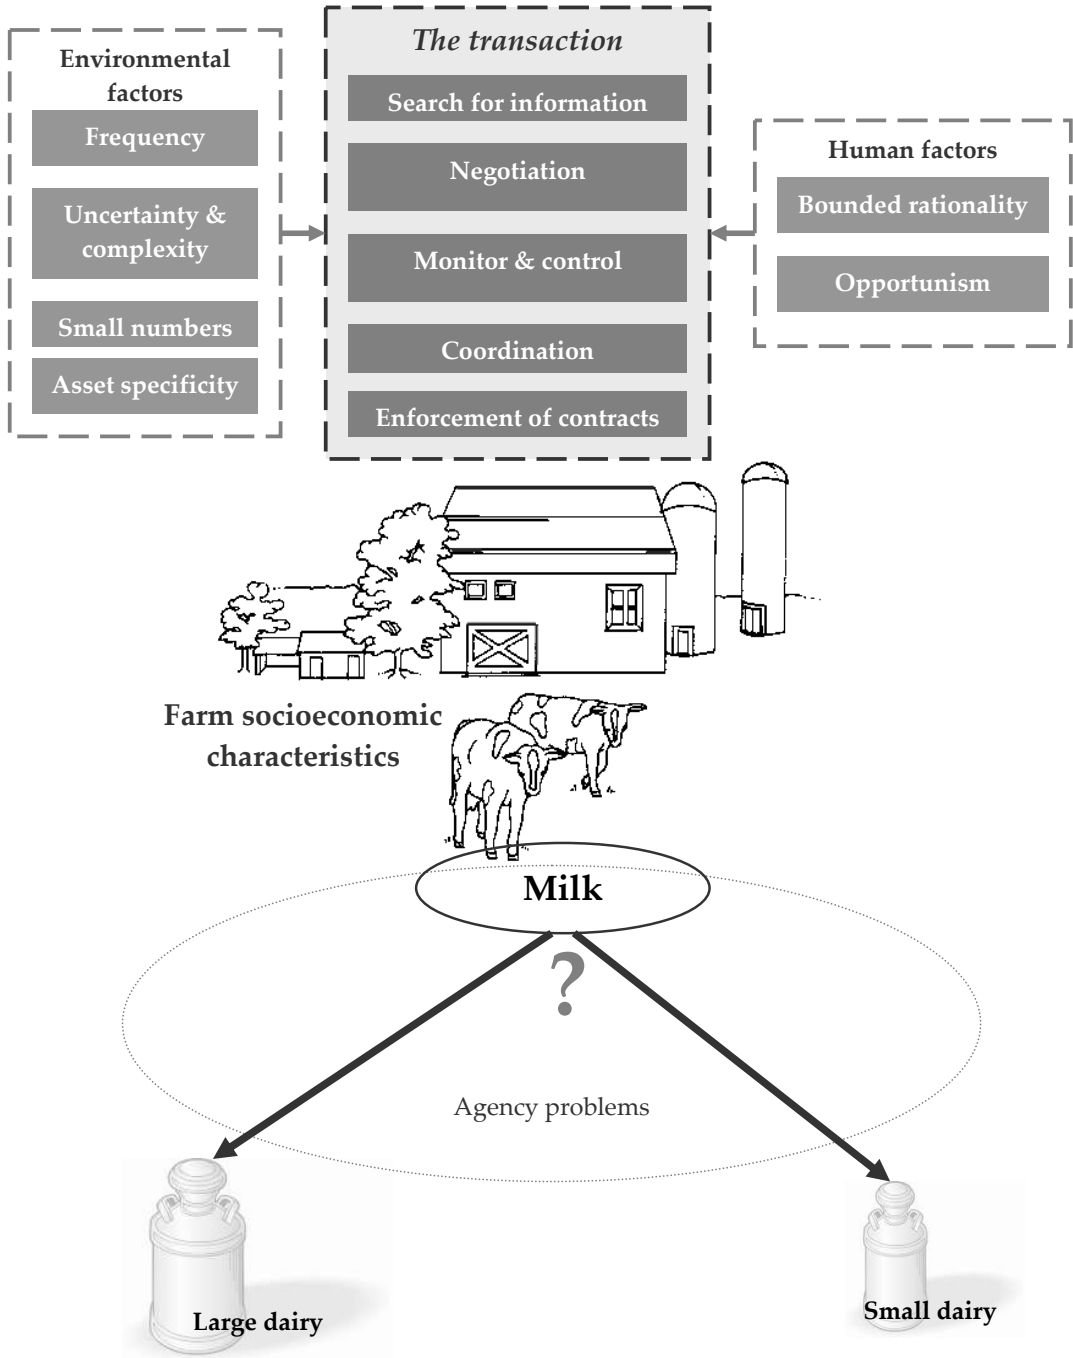 Environmental
factors
Frequency
Uncertainty &
complexity
Small numbers
Asset specificity
The transaction
Search for information
Negotiation
Monitor & control
Coordination
Enforcement of contracts
Human factors
Bounded rationality
Opportunism
Farm socioeconomic
characteristics
Milk
?
Agency problems
Large dairy
Small dairy